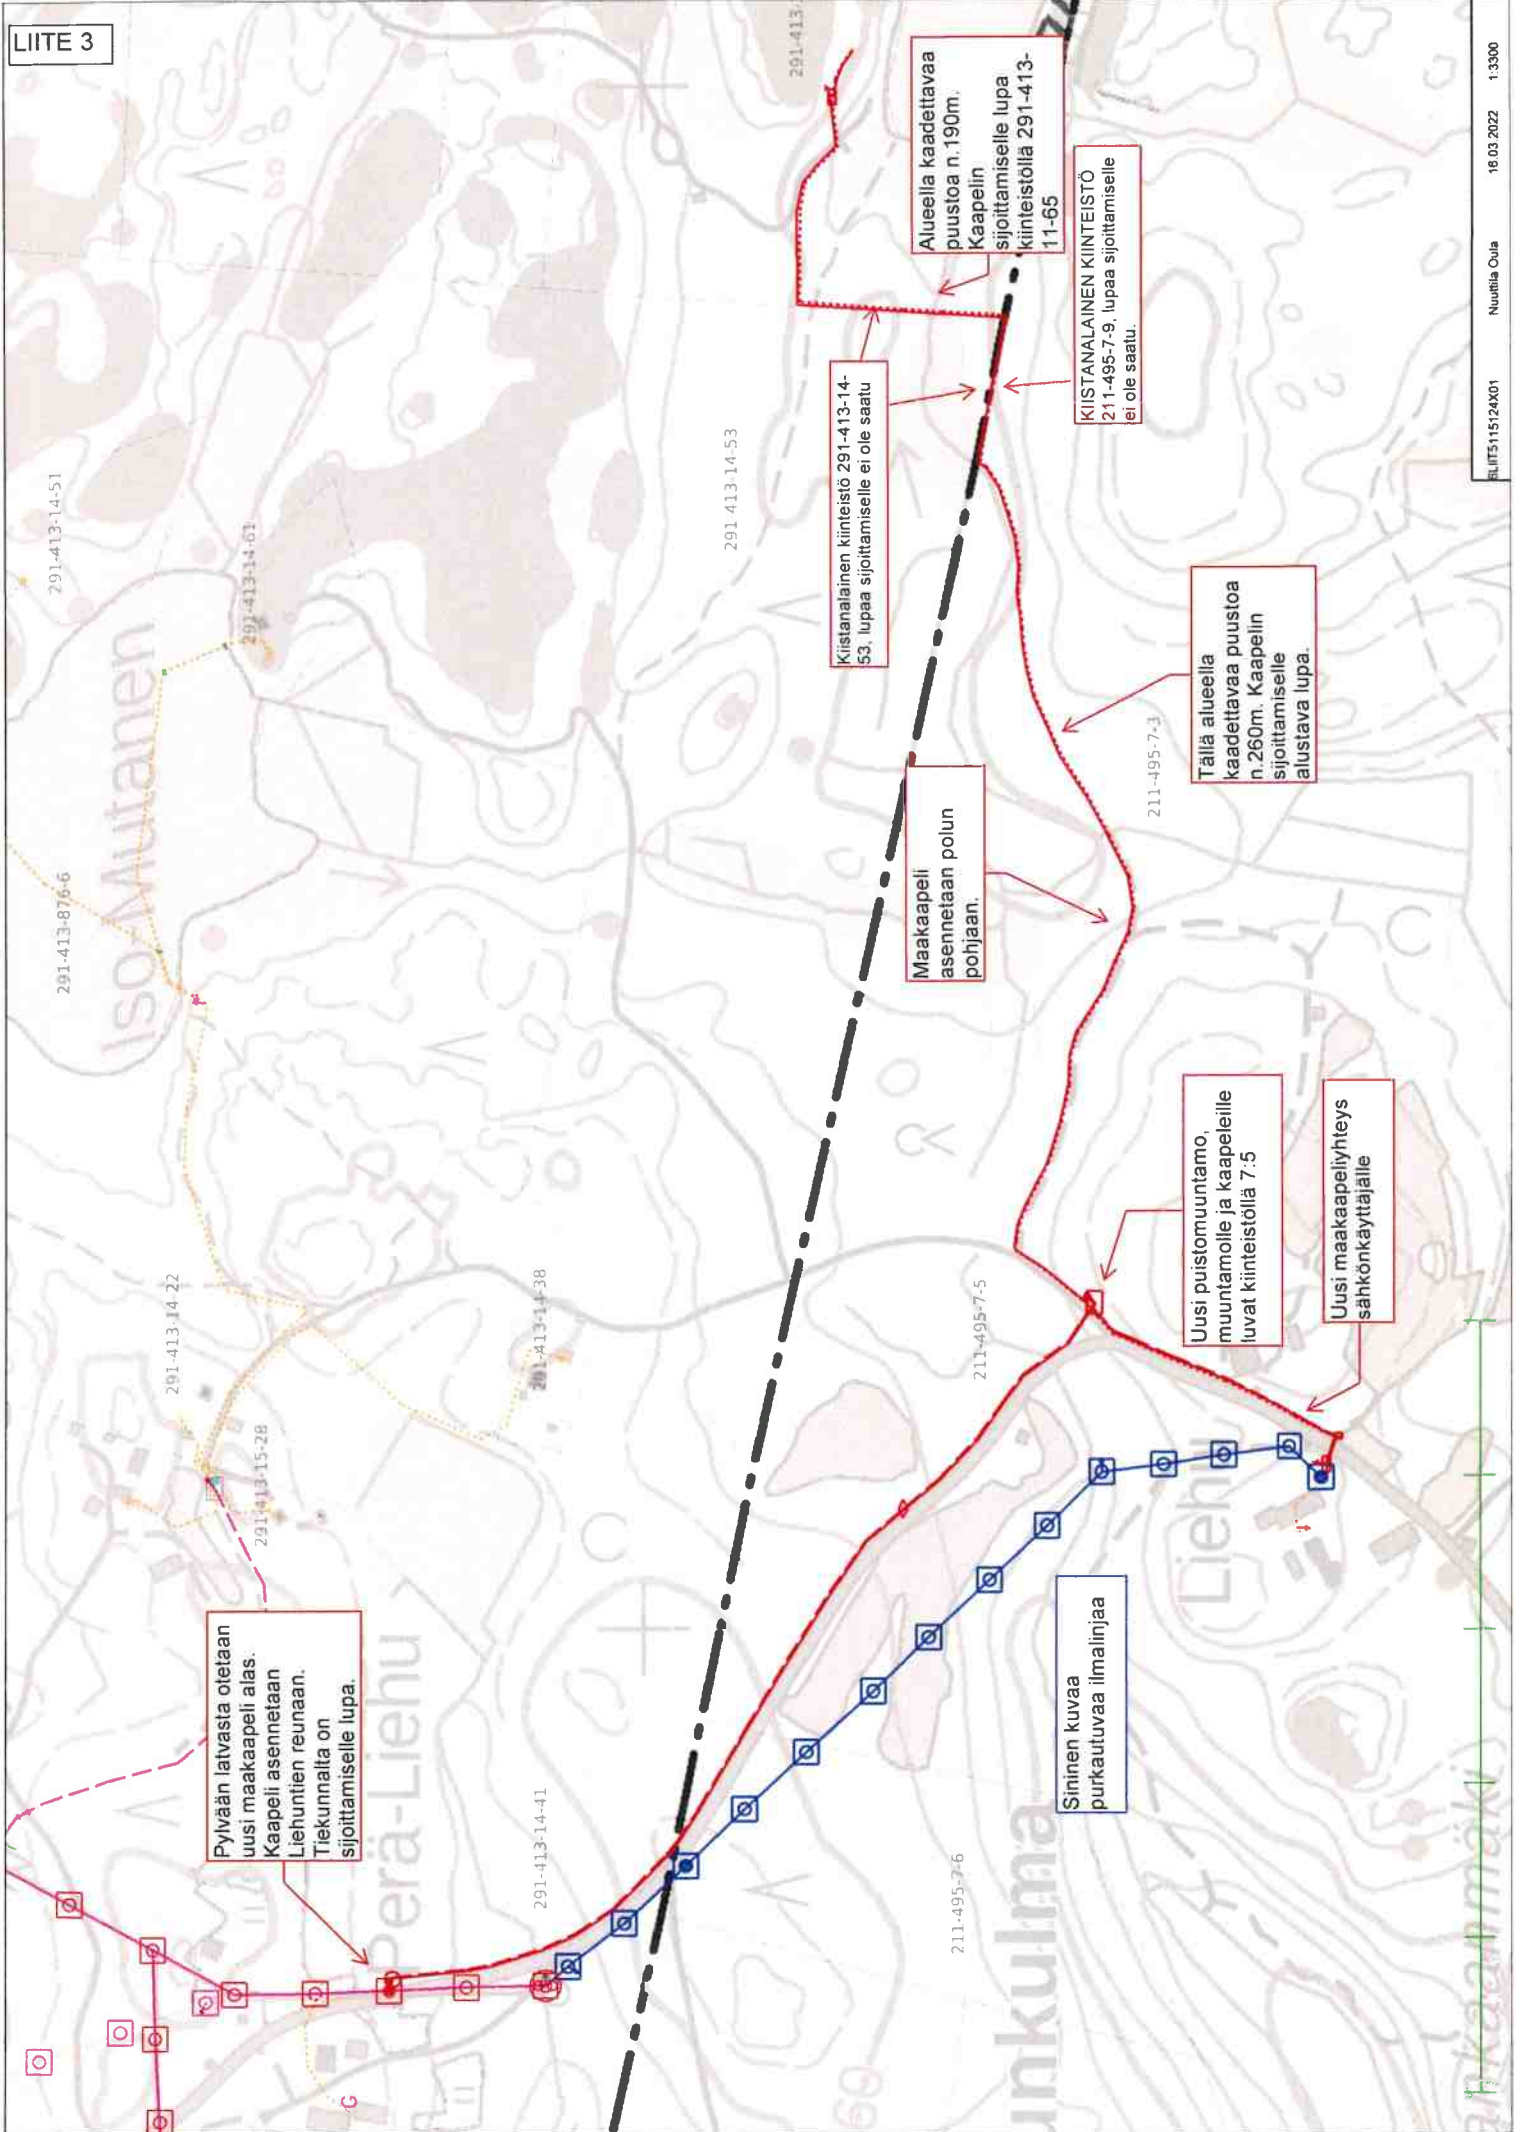 LIITE 3
Pylvään latvasta otetaan
uusi maakaapeli alas.
Kaapeli asennetaan
Liehuntien reunaan.
Tiekunnalta on
sijoittamiselle lupa.
Sininen kuvaa
purkautuvaa ilmalinjaa
Uusi puistomuuntamo,
muuntamolle ja kaapeleille
luvat kiinteistöllä 7:5
Uusi maakaapeliyhteys
sähkönkäyttäjälle
Maakaapeli
asennetaan polun
pohjaan.
Tällä alueella
kaadettavaa puustoa
n.260m. Kaapelin
sijoittamiselle
alustava lupa.
Kiistanalainen kiinteistö 291-413-14-
53, lupaa sijoittamiselle ei ole saatu
Alueella kaadettavaa
puustoa n.190m.
Kaapelin
sijoittamiselle lupa
kiinteistöllä 291-413-
11-65
KIISTANALAINEN KIINTEISTÖ
211-495-7-9, lupaa sijoittamiselle
ei ole saatu.
291-413-14-51
291-413-14-61
291-413-876-6
Iso-Mutanen
291-413-14-22
291-413-15-28
291-413-14-38
291-413-14-41
291 413-14-53
291-413-
Perä-Liehu
211-495-7-5
211-495-7-3
211-495-7-6
Liehu
unkulma
G
69
Nuuttila Oula
16.03.2022
1:3300